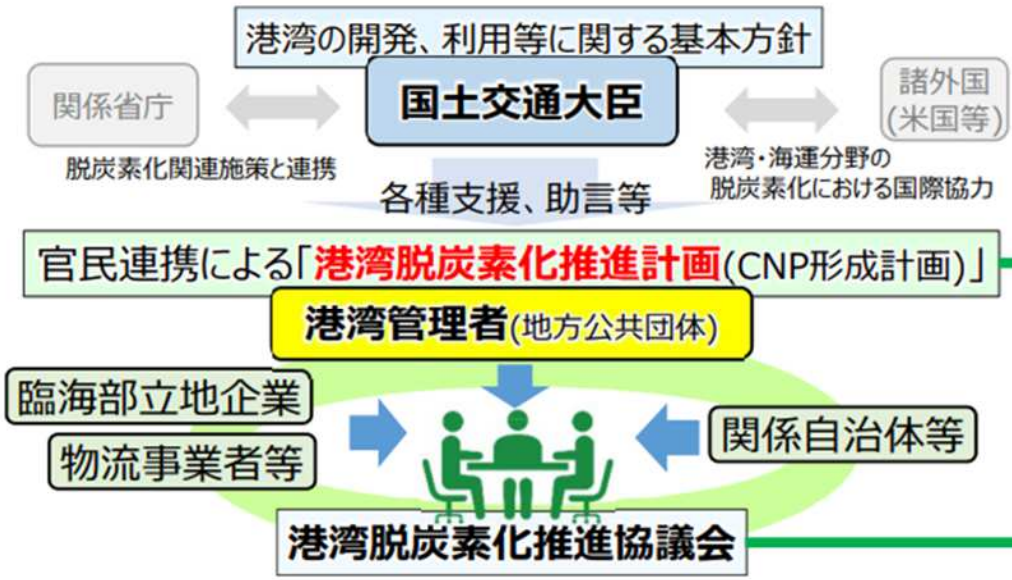 港湾の開発、利用等に関する基本方針
関係省庁
国土交通大臣
諸外国
(米国等)
脱炭素化関連施策と連携
港湾・海運分野の
脱炭素化における国際協力
各種支援、助言等
官民連携による「港湾脱炭素化推進計画(CNP形成計画)」
港湾管理者(地方公共団体)
臨海部立地企業
物流事業者等
関係自治体等
港湾脱炭素化推進協議会